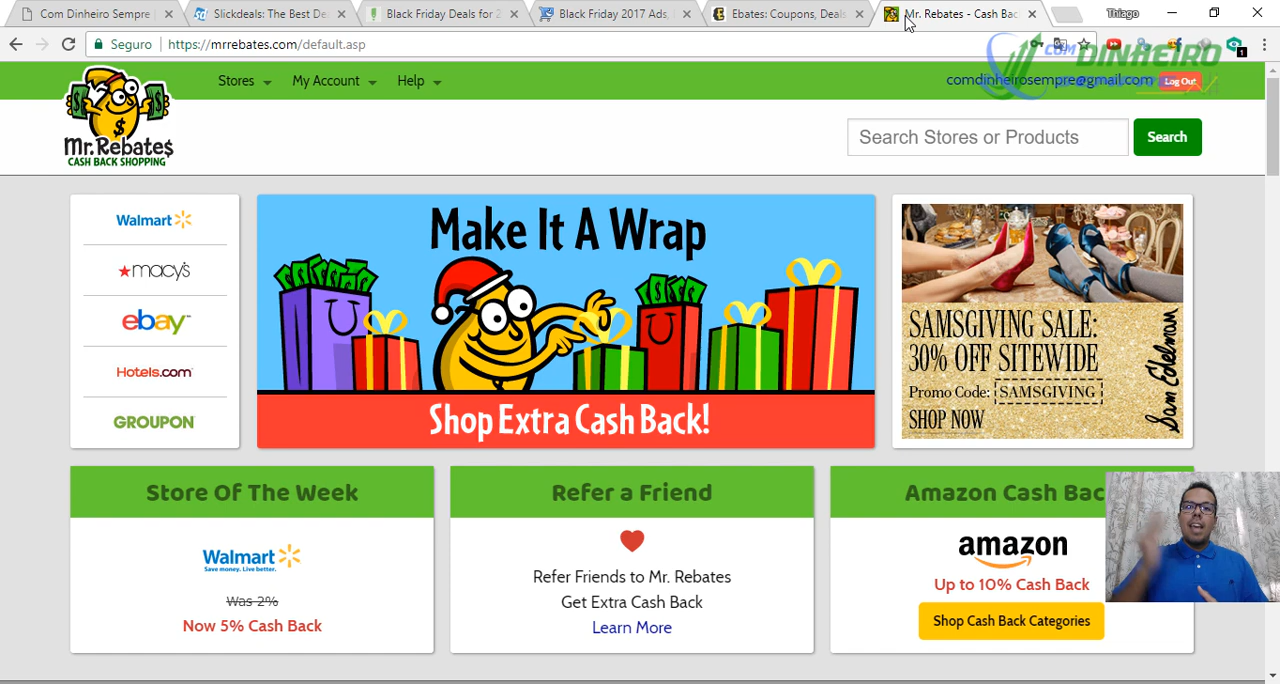 Com Dinheiro Sempre
Slickdeals: The Best De
Black Friday Deals for 2
Black Friday 2017 Ads,
Ebates: Coupons, Deals
Mr. Rebates - Cash Bac
Thiago
Seguro
https://mrrebates.com/default.asp
1
COM DINHEIRO
Stores
My Account
Help
comdinheirosempre@gmail.com
Log Out
Mr. Rebate$
CASH BACK SHOPPING
Search Stores or Products
Search
Walmart
macy's
ebay
Hotels.com
GROUPON
Make It A Wrap
Shop Extra Cash Back!
SAMSGIVING SALE:
30% OFF SITEWIDE
Promo Code: SAMSGIVING
SHOP NOW
Sam Edelman
Store Of The Week
Walmart
Save money. Live better.
Was 2%
Now 5% Cash Back
Refer a Friend
Refer Friends to Mr. Rebates
Get Extra Cash Back
Learn More
Amazon Cash Bac
amazon
Up to 10% Cash Back
Shop Cash Back Categories